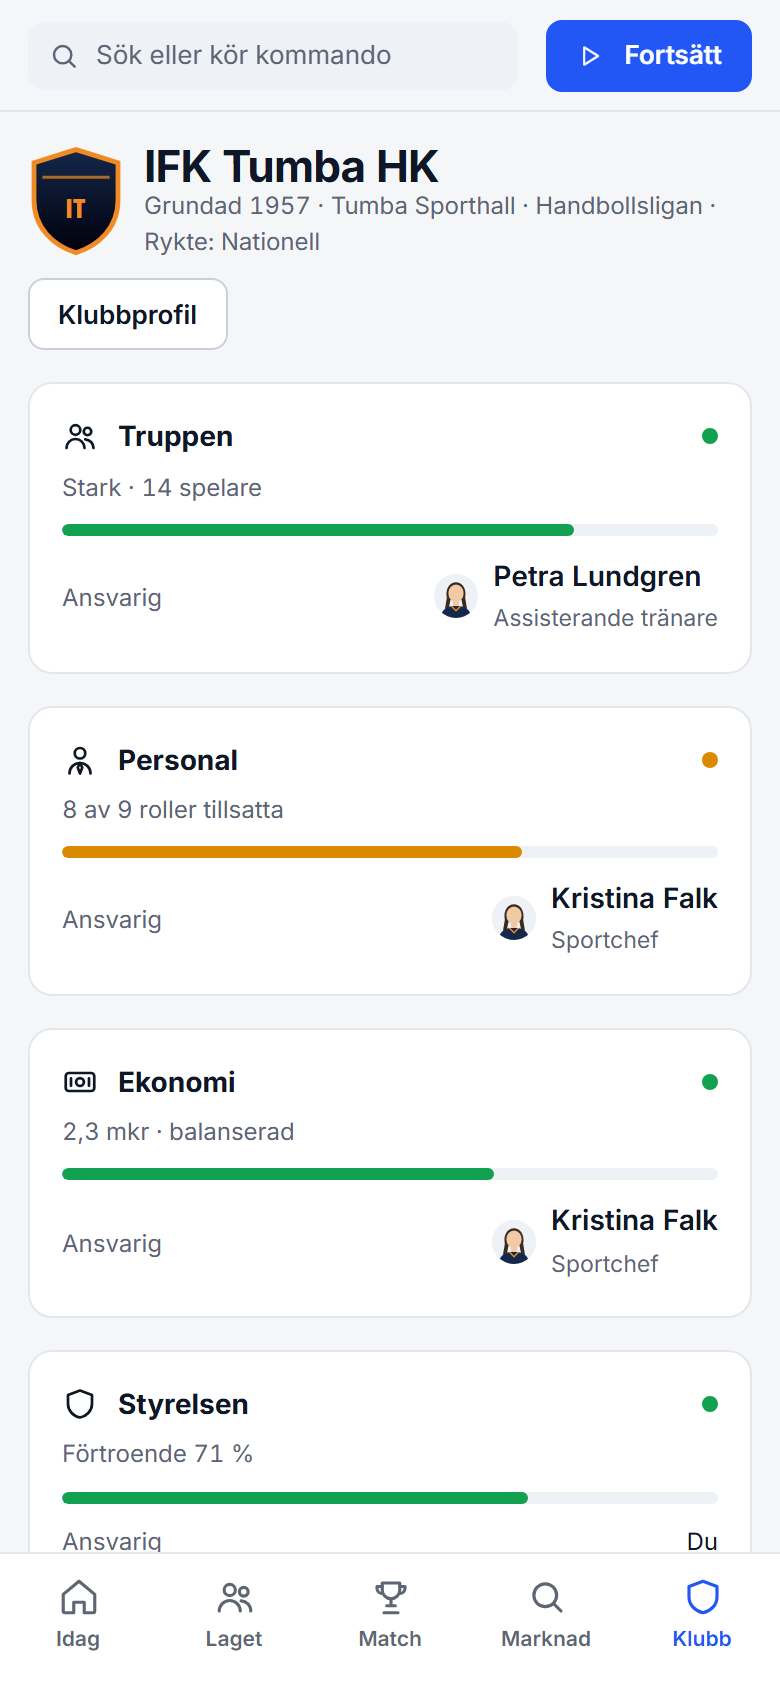 Sök eller kör kommando
Fortsätt
IT
IFK Tumba HK
Grundad 1957 · Tumba Sporthall · Handbollsligan ·
Rykte: Nationell
Klubbprofil
Truppen
Stark · 14 spelare
Ansvarig
Petra Lundgren
Assisterande tränare
Personal
8 av 9 roller tillsatta
Ansvarig
Kristina Falk
Sportchef
Ekonomi
2,3 mkr · balanserad
Ansvarig
Kristina Falk
Sportchef
Styrelsen
Förtroende 71 %
Ansvarig
Du
Idag
Laget
Match
Marknad
Klubb